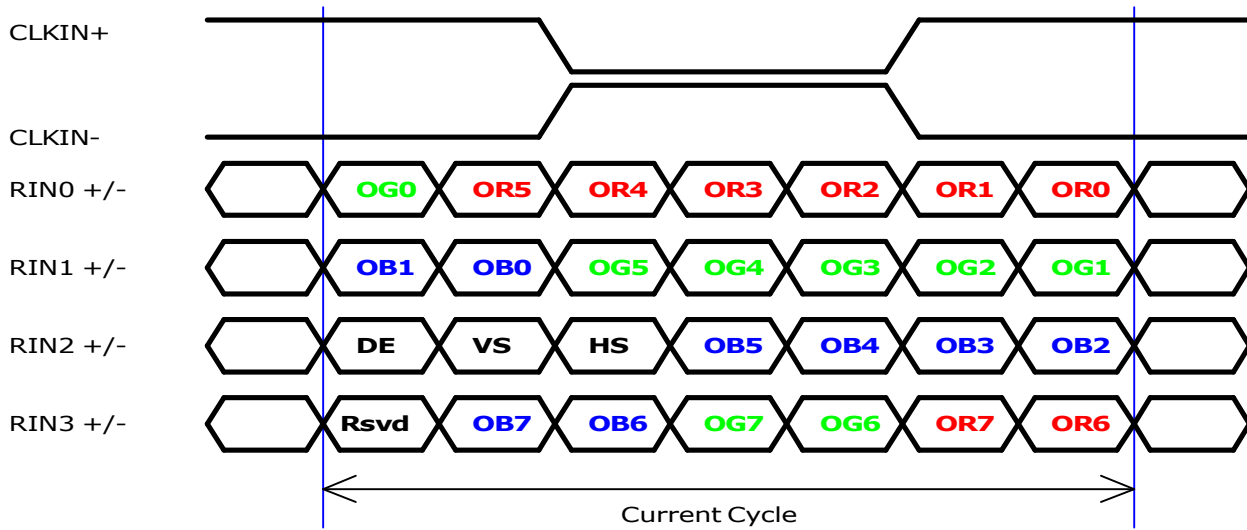 CLKIN+
CLKIN-
RIN0 +/- OG0 OR5 OR4 OR3 OR2 OR1 OR0
RIN1 +/- OB1 OB0 OG5 OG4 OG3 OG2 OG1
RIN2 +/- DE VS HS OB5 OB4 OB3 OB2
RIN3 +/- Rsvd OB7 OB6 OG7 OG6 OR7 OR6
Current Cycle